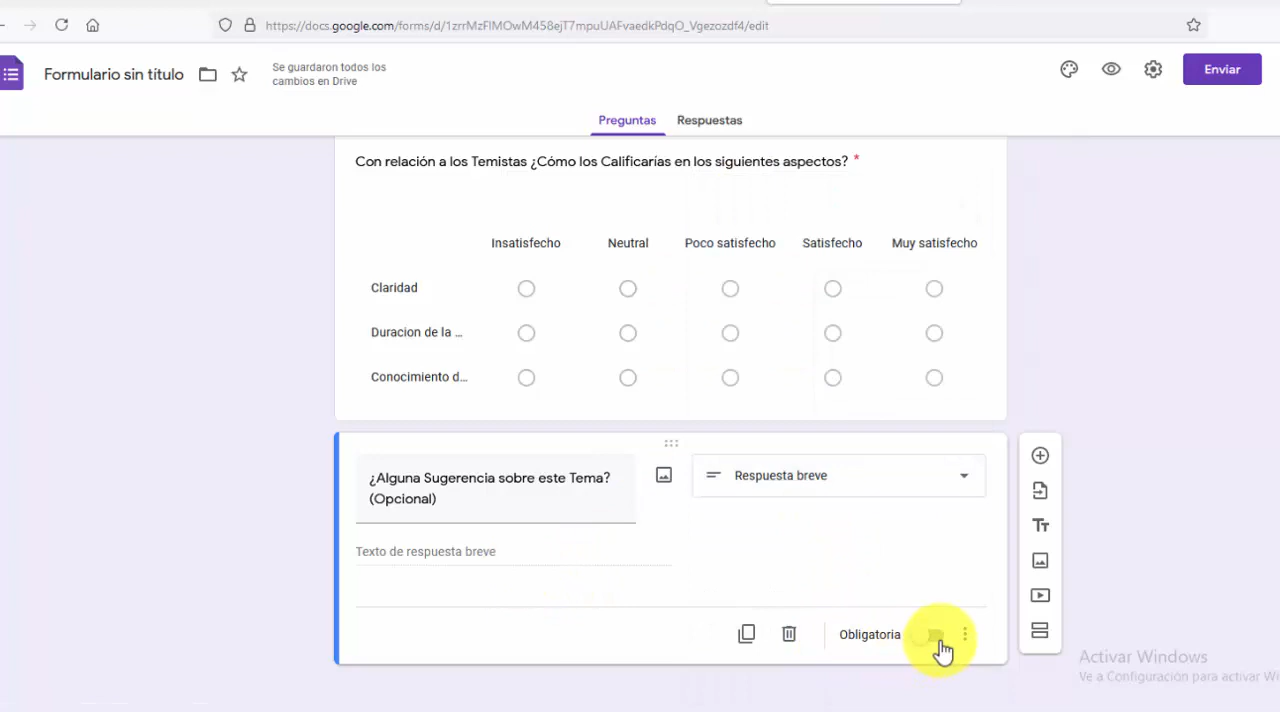 https://docs.google.com/forms/d/1zrrMzFlMOwM458ejT7mpuUAFvaedkPdqO_Vgezozdf4/edit
Formulario sin título
Se guardaron todos los
cambios en Drive
Enviar
Preguntas Respuestas
Con relación a los Temistas ¿Cómo los Calificarías en los siguientes aspectos? *
Insatisfecho Neutral Poco satisfecho Satisfecho Muy satisfecho
Claridad
Duracion de la ...
Conocimiento d...
¿Alguna Sugerencia sobre este Tema?
(Opcional)
Respuesta breve
Texto de respuesta breve
Obligatoria
Tт
Activar Windows
Ve a Configuración para activar Wi